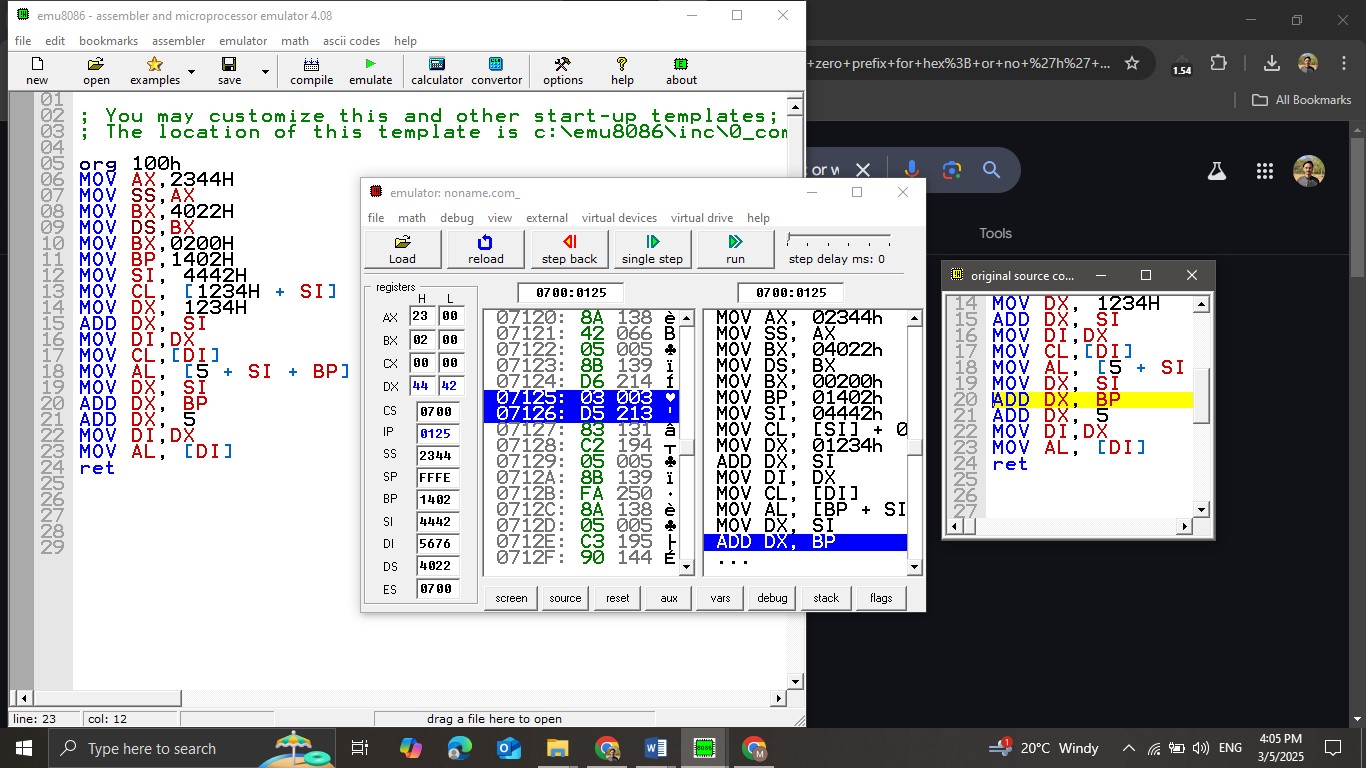 emu8086 - assembler and microprocessor emulator 4.08
file edit bookmarks assembler emulator math ascii codes help
new open examples save compile emulate calculator convertor options help about
01
02 ; You may customize this and other start-up templates;
03 ; The location of this template is c:\emu8086\inc\0_com
04
05 org 100h
06 MOV AX,2344H
07 MOV SS,AX
08 MOV BX,4022H
09 MOV DS,BX
10 MOV BX,0200H
11 MOV BP,1402H
12 MOV SI, 4442H
13 MOV CL, [1234H + SI]
14 MOV DX, 1234H
15 ADD DX, SI
16 MOV DI,DX
17 MOV CL,[DI]
18 MOV AL, [5 + SI + BP]
19 MOV DX, SI
20 ADD DX, BP
21 ADD DX, 5
22 MOV DI,DX
23 MOV AL, [DI]
24 ret
25
26
27
28
29
line: 23 col: 12 drag a file here to open
emulator: noname.com_
file math debug view external virtual devices virtual drive help
Load reload step back single step run step delay ms: 0
registers
H L
AX 23 00
BX 02 00
CX 00 00
DX 44 42
CS 0700
IP 0125
SS 2344
SP FFFE
BP 1402
SI 4442
DI 5676
DS 4022
ES 0700
0700:0125
07120: 8A 138 è
07121: 42 066 B
07122: 05 005 ♣
07123: 8B 139 ï
07124: D6 214
07125: 03 003 ♥
07126: D5 213
07127: 83 131 â
07128: C2 194 ┬
07129: 05 005 ♣
0712A: 8B 139 ï
0712B: FA 250 ·
0712C: 8A 138 è
0712D: 05 005 ♣
0712E: C3 195 ├
0712F: 90 144 É
0700:0125
MOV AX, 02344h
MOV SS, AX
MOV BX, 04022h
MOV DS, BX
MOV BX, 00200h
MOV BP, 01402h
MOV SI, 04442h
MOV CL, [SI] + 0
MOV DX, 01234h
ADD DX, SI
MOV DI, DX
MOV CL, [DI]
MOV AL, [BP + SI
MOV DX, SI
ADD DX, BP
...
screen source reset aux vars debug stack flags
original source co...
14 MOV DX, 1234H
15 ADD DX, SI
16 MOV DI,DX
17 MOV CL,[DI]
18 MOV AL, [5 + SI
19 MOV DX, SI
20 ADD DX, BP
21 ADD DX, 5
22 MOV DI,DX
23 MOV AL, [DI]
24 ret
25
26
27
+zero+prefix+for+hex%3B+or+no+%27h%27+...
1.54
All Bookmarks
or w
Tools
Type here to search
20°C Windy
ENG
4:05 PM
3/5/2025